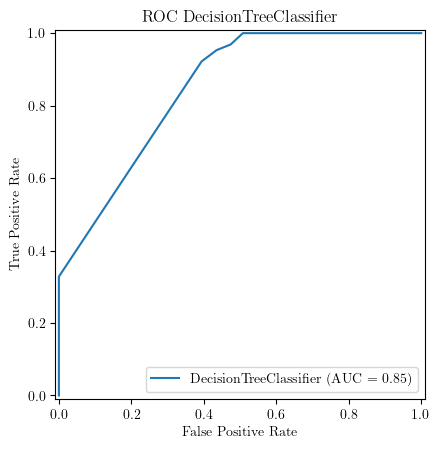 ROC DecisionTreeClassifier
True Positive Rate
1.0
0.8
0.6
0.4
0.2
0.0
DecisionTreeClassifier (AUC = 0.85)
0.0 0.2 0.4 0.6 0.8 1.0
False Positive Rate